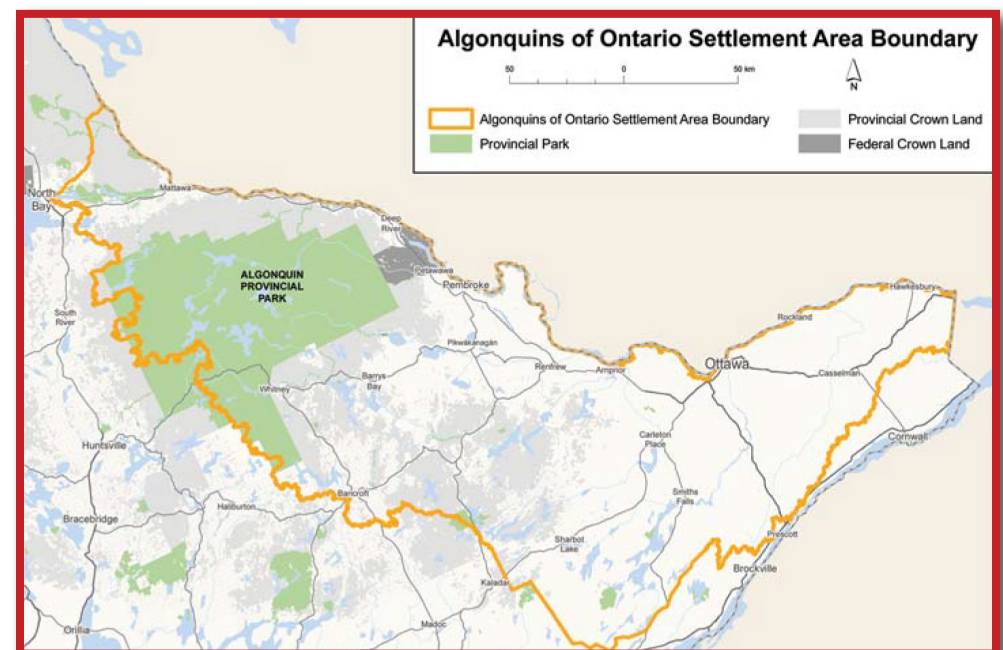 Algonquins of Ontario Settlement Area Boundary
50 0 50 km
N
Algonquins of Ontario Settlement Area Boundary
Provincial Park
Provincial Crown Land
Federal Crown Land
North
Bay
Mattawa
Deep
River
Petawawa
Pembroke
ALGONQUIN
PROVINCIAL
PARK
South
River
Hawkesbury
Rockland
Pikwàkanagàn
Renfrew
Arnprior
Ottawa
Casselman
Barrys
Bay
Whitney
Huntsville
Carleton
Place
Cornwall
Bancroft
Smiths
Falls
Haliburton
Bracebridge
Prescott
Sharbot
Lake
Brockville
Kaladar
Madoc
Orillia